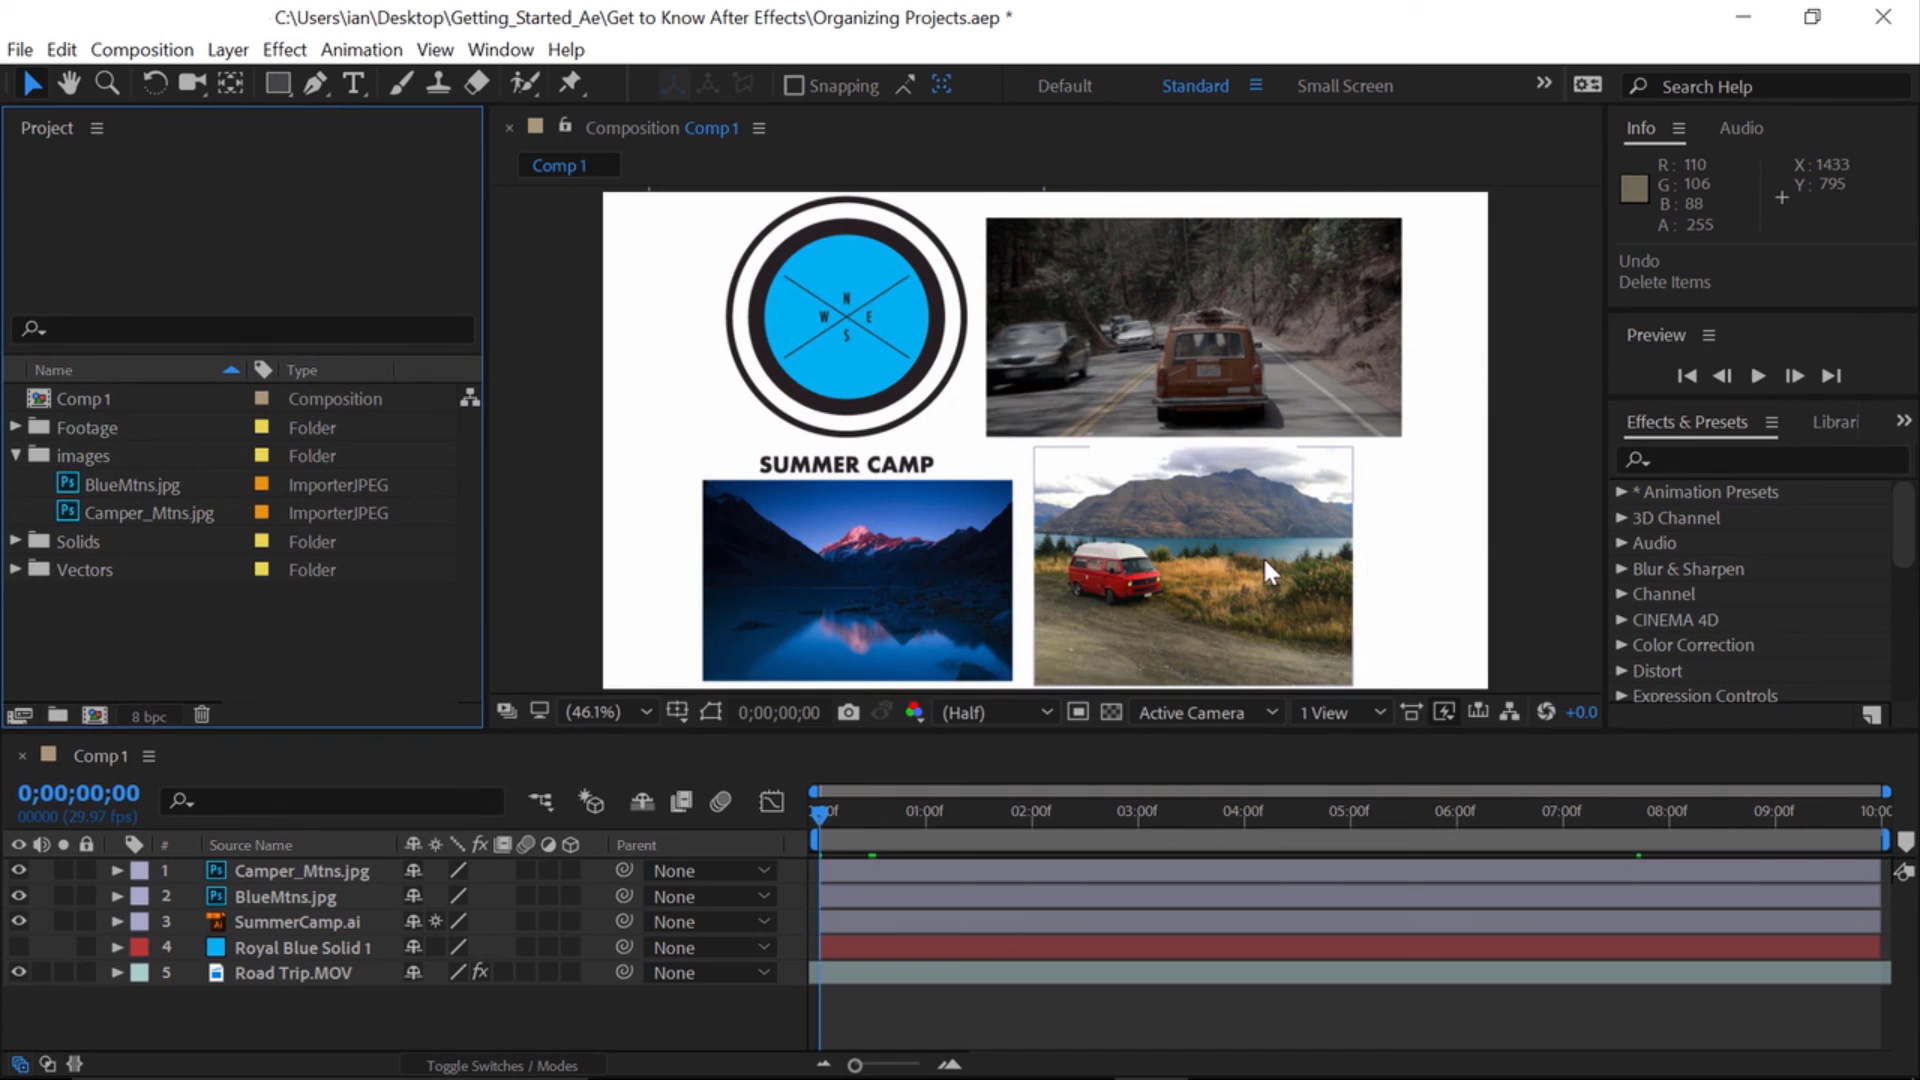 C:\Users\ian\Desktop\Getting_Started_Ae\Get to Know After Effects\Organizing Projects.aep *
File Edit Composition Layer Effect Animation View Window Help
T Snapping Default Standard Small Screen Search Help
Project
Composition Comp 1
Info Audio
Comp 1
R: 110 X: 1433
G: 106 Y: 795
B: 88
A: 255
Undo
Delete Items
N
W E
S
SUMMER CAMP
Preview
Name Type
Comp 1 Composition
Footage Folder
images Folder
Ps BlueMtns.jpg ImporterJPEG
Ps Camper_Mtns.jpg ImporterJPEG
Solids Folder
Vectors Folder
8 bpc
Effects & Presets Librari
* Animation Presets
3D Channel
Audio
Blur & Sharpen
Channel
CINEMA 4D
Color Correction
Distort
Expression Controls
(46.1%) 0;00;00;00 (Half) Active Camera 1 View +0.0
Comp 1
0;00;00;00
00000 (29.97 fps)
:00f 01:00f 02:00f 03:00f 04:00f 05:00f 06:00f 07:00f 08:00f 09:00f 10:00
# Source Name fx Parent
1 Ps Camper_Mtns.jpg None
2 Ps BlueMtns.jpg None
3 Ai SummerCamp.ai None
4 Royal Blue Solid 1 None
5 Road Trip.MOV fx None
Toggle Switches / Modes